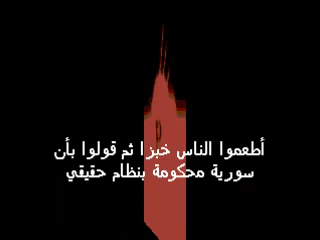 أطعموا الناس خبزا ثم قولوا بأن
سورية محكومة بنظام حقيقي